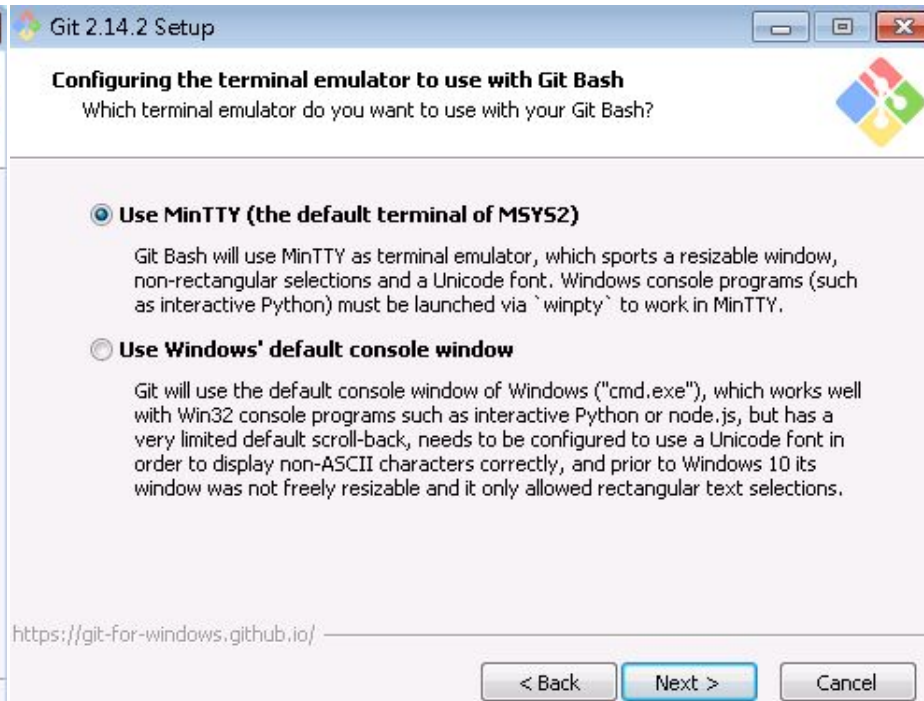 Git 2.14.2 Setup
Configuring the terminal emulator to use with Git Bash
Which terminal emulator do you want to use with your Git Bash?
Use MinTTY (the default terminal of MSYS2)
Git Bash will use MinTTY as terminal emulator, which sports a resizable window,
non-rectangular selections and a Unicode font. Windows console programs (such
as interactive Python) must be launched via `winpty` to work in MinTTY.
Use Windows' default console window
Git will use the default console window of Windows ("cmd.exe"), which works well
with Win32 console programs such as interactive Python or node.js, but has a
very limited default scroll-back, needs to be configured to use a Unicode font in
order to display non-ASCII characters correctly, and prior to Windows 10 its
window was not freely resizable and it only allowed rectangular text selections.
https://git-for-windows.github.io/
< Back Next > Cancel